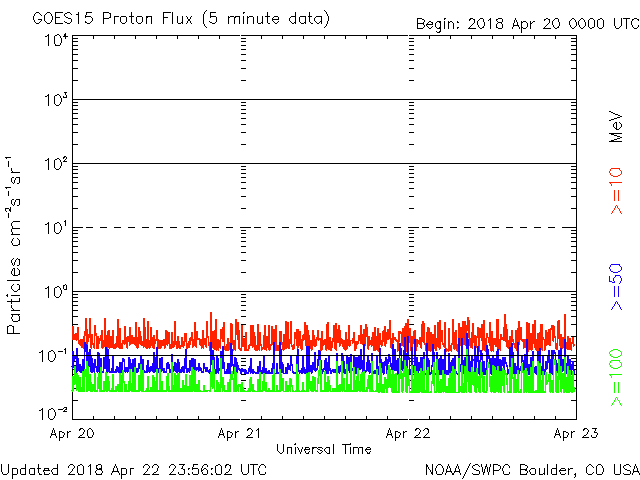 GOES15 Proton Flux (5 minute data)
Begin: 2018 Apr 20 0000 UTC
10⁴
10³
10²
10¹
10⁰
10⁻¹
10⁻²
Particles cm⁻²s⁻¹sr⁻¹
MeV
>=10
>=50
>=100
Apr 20
Apr 21
Apr 22
Apr 23
Universal Time
Updated 2018 Apr 22 23:56:02 UTC
NOAA/SWPC Boulder, CO USA